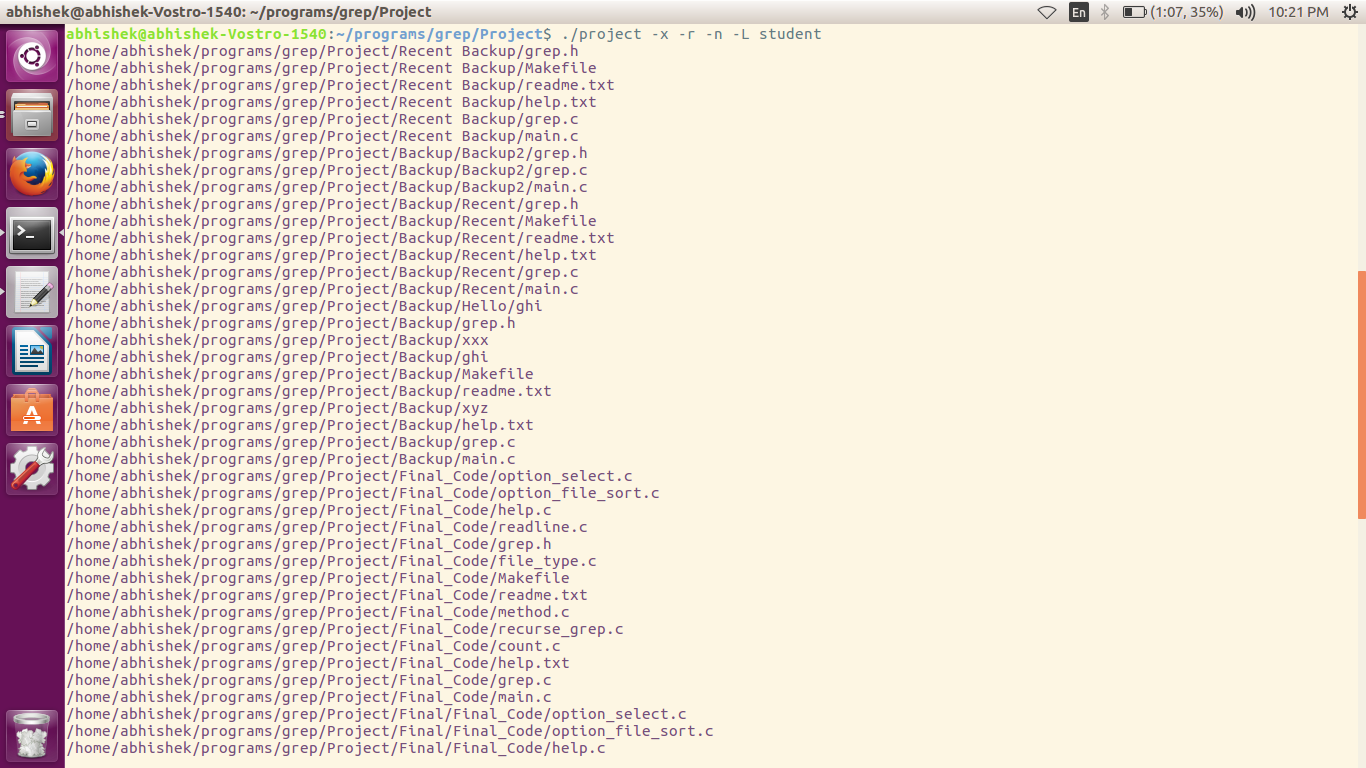 abhishek@abhishek-Vostro-1540: ~/programs/grep/Project En (1:07, 35%) 10:21 PM
abhishek@abhishek-Vostro-1540:~/programs/grep/Project$ ./project -x -r -n -L student
/home/abhishek/programs/grep/Project/Recent Backup/grep.h
/home/abhishek/programs/grep/Project/Recent Backup/Makefile
/home/abhishek/programs/grep/Project/Recent Backup/readme.txt
/home/abhishek/programs/grep/Project/Recent Backup/help.txt
/home/abhishek/programs/grep/Project/Recent Backup/grep.c
/home/abhishek/programs/grep/Project/Recent Backup/main.c
/home/abhishek/programs/grep/Project/Backup/Backup2/grep.h
/home/abhishek/programs/grep/Project/Backup/Backup2/grep.c
/home/abhishek/programs/grep/Project/Backup/Backup2/main.c
/home/abhishek/programs/grep/Project/Backup/Recent/grep.h
/home/abhishek/programs/grep/Project/Backup/Recent/Makefile
/home/abhishek/programs/grep/Project/Backup/Recent/readme.txt
/home/abhishek/programs/grep/Project/Backup/Recent/help.txt
/home/abhishek/programs/grep/Project/Backup/Recent/grep.c
/home/abhishek/programs/grep/Project/Backup/Recent/main.c
/home/abhishek/programs/grep/Project/Backup/Hello/ghi
/home/abhishek/programs/grep/Project/Backup/grep.h
/home/abhishek/programs/grep/Project/Backup/xxx
/home/abhishek/programs/grep/Project/Backup/ghi
/home/abhishek/programs/grep/Project/Backup/Makefile
/home/abhishek/programs/grep/Project/Backup/readme.txt
/home/abhishek/programs/grep/Project/Backup/xyz
/home/abhishek/programs/grep/Project/Backup/help.txt
/home/abhishek/programs/grep/Project/Backup/grep.c
/home/abhishek/programs/grep/Project/Backup/main.c
/home/abhishek/programs/grep/Project/Final_Code/option_select.c
/home/abhishek/programs/grep/Project/Final_Code/option_file_sort.c
/home/abhishek/programs/grep/Project/Final_Code/help.c
/home/abhishek/programs/grep/Project/Final_Code/readline.c
/home/abhishek/programs/grep/Project/Final_Code/grep.h
/home/abhishek/programs/grep/Project/Final_Code/file_type.c
/home/abhishek/programs/grep/Project/Final_Code/Makefile
/home/abhishek/programs/grep/Project/Final_Code/readme.txt
/home/abhishek/programs/grep/Project/Final_Code/method.c
/home/abhishek/programs/grep/Project/Final_Code/recurse_grep.c
/home/abhishek/programs/grep/Project/Final_Code/count.c
/home/abhishek/programs/grep/Project/Final_Code/help.txt
/home/abhishek/programs/grep/Project/Final_Code/grep.c
/home/abhishek/programs/grep/Project/Final_Code/main.c
/home/abhishek/programs/grep/Project/Final/Final_Code/option_select.c
/home/abhishek/programs/grep/Project/Final/Final_Code/option_file_sort.c
/home/abhishek/programs/grep/Project/Final/Final_Code/help.c